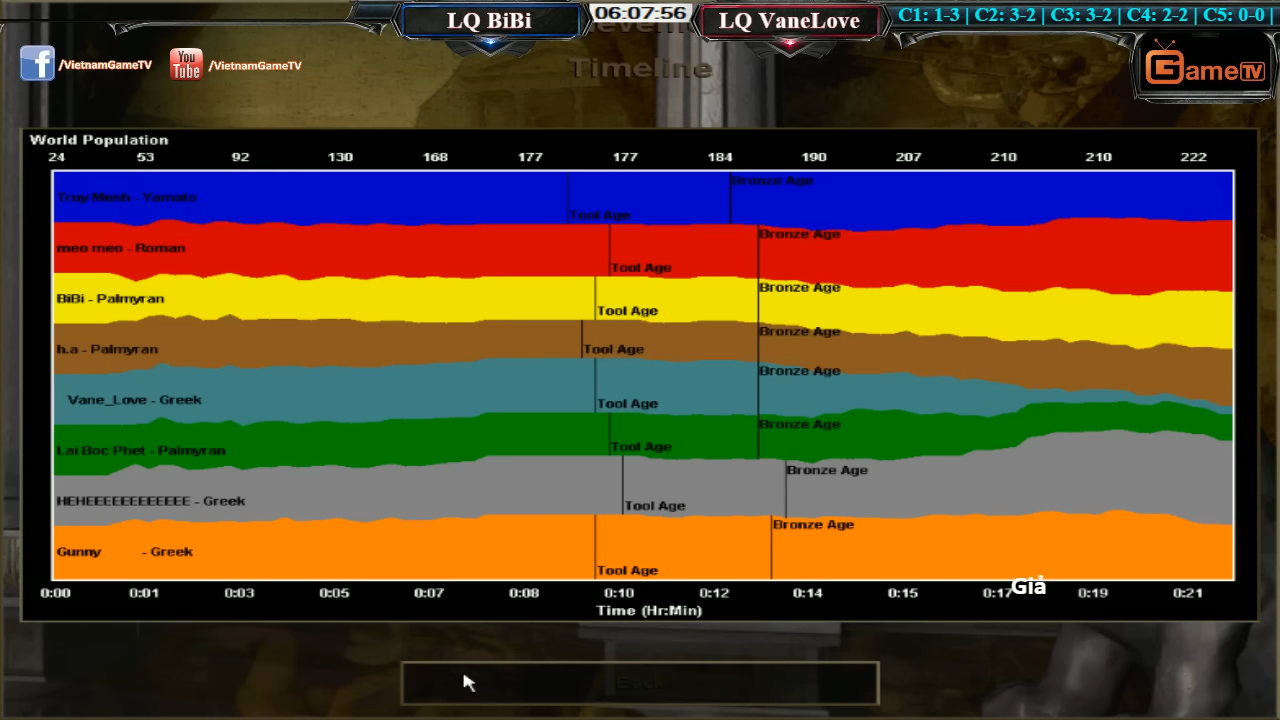 LQ BiBi
06:07:56
LQ VaneLove
C1: 1-3 | C2: 3-2 | C3: 3-2 | C4: 2-2 | C5: 0-0 |
f /VietnamGameTV
You Tube /VietnamGameTV
Timeline
GameTV
World Population
24 53 92 130 168 177 177 184 190 207 210 210 222
Truy Menh - Yamato
Tool Age
Bronze Age
meo meo - Roman
Tool Age
Bronze Age
BiBi - Palmyran
Tool Age
Bronze Age
h.a - Palmyran
Tool Age
Bronze Age
Vane_Love - Greek
Tool Age
Bronze Age
Lai Boc Phet - Palmyran
Tool Age
Bronze Age
HEHEEEEEEEEEEEE - Greek
Tool Age
Bronze Age
Gunny - Greek
Tool Age
Bronze Age
0:00 0:01 0:03 0:05 0:07 0:08 0:10 0:12 0:14 0:15 0:17 0:19 0:21
Giả
Time (Hr:Min)
Back